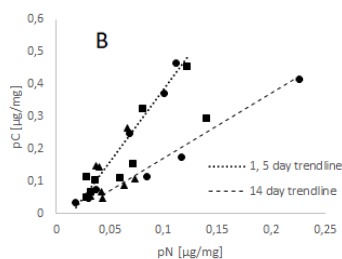 B
0,6
0,5
0,4
0,3
0,2
0,1
0
0 0,05 0,1 0,15 0,2 0,25
pC [µg/mg]
pN [µg/mg]
1, 5 day trendline
14 day trendline